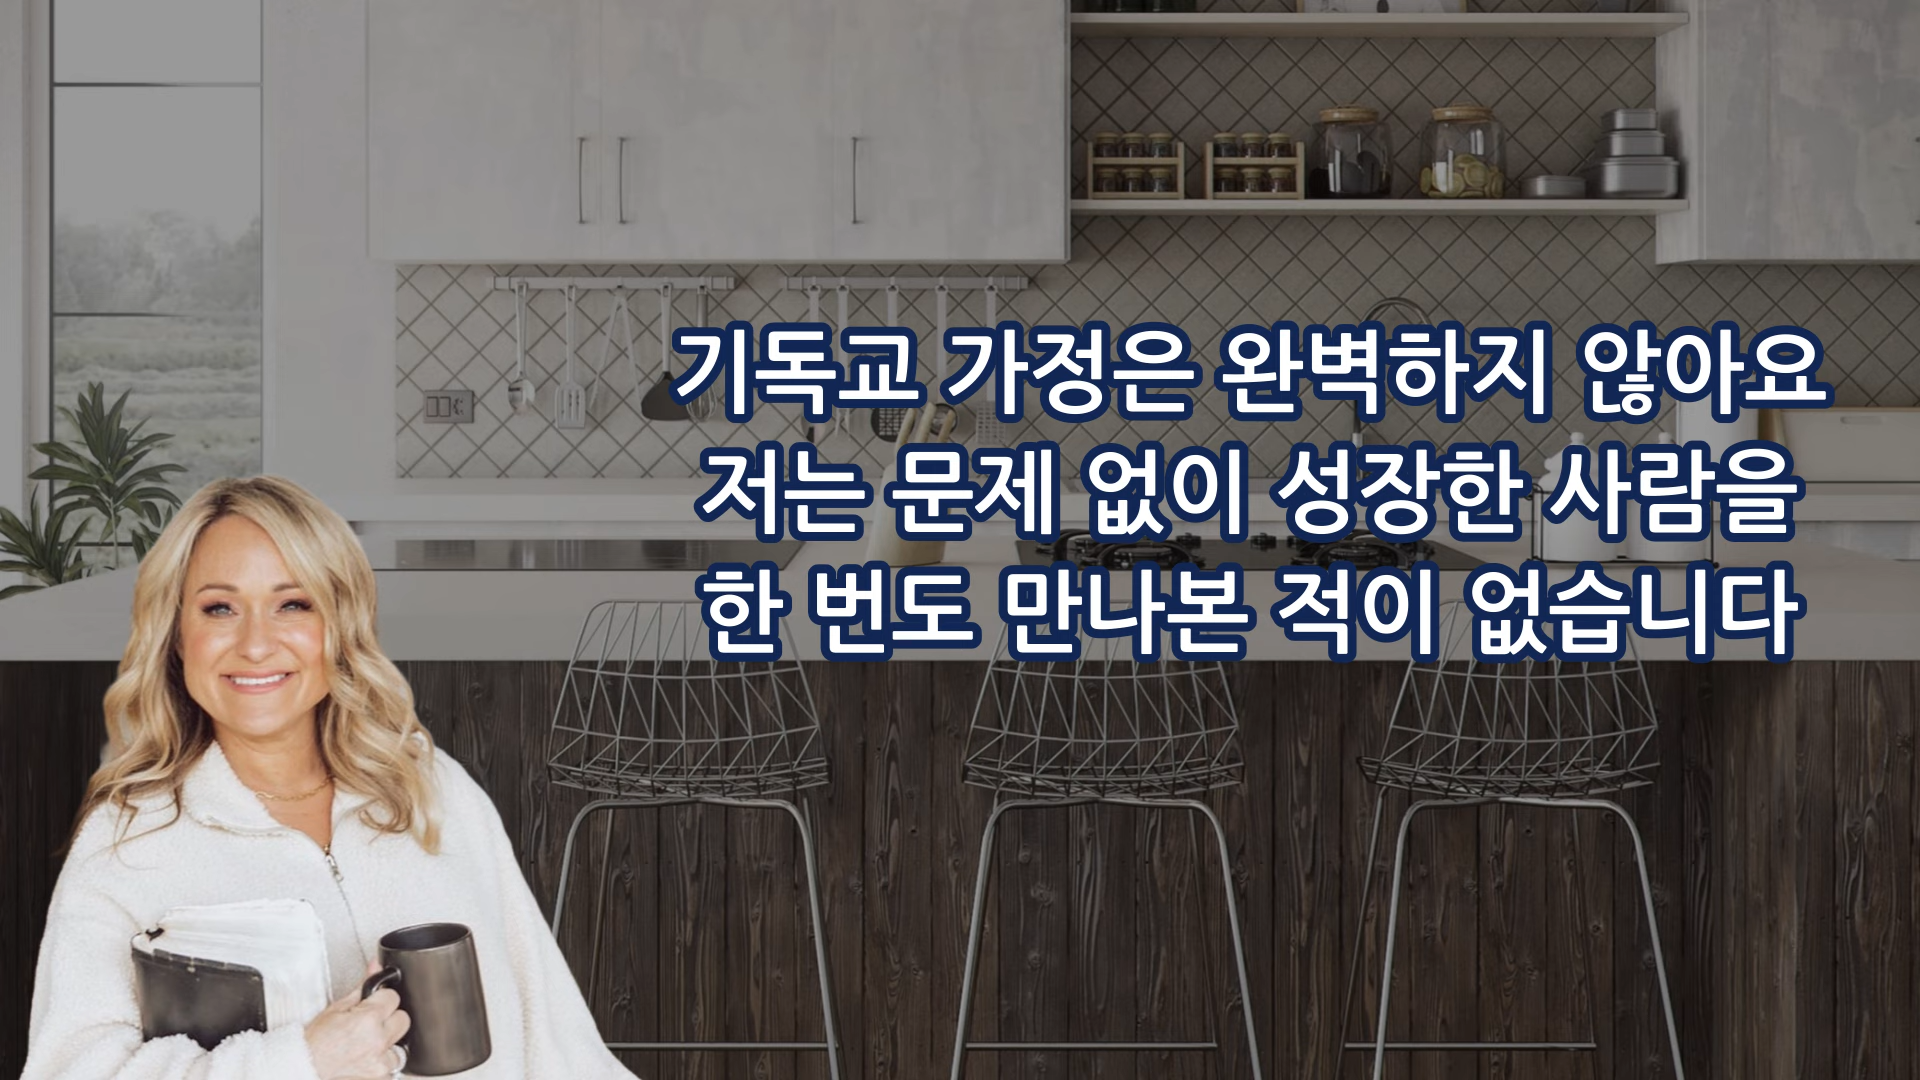 기독교 가정은 완벽하지 않아요
저는 문제 없이 성장한 사람을
한 번도 만나본 적이 없습니다